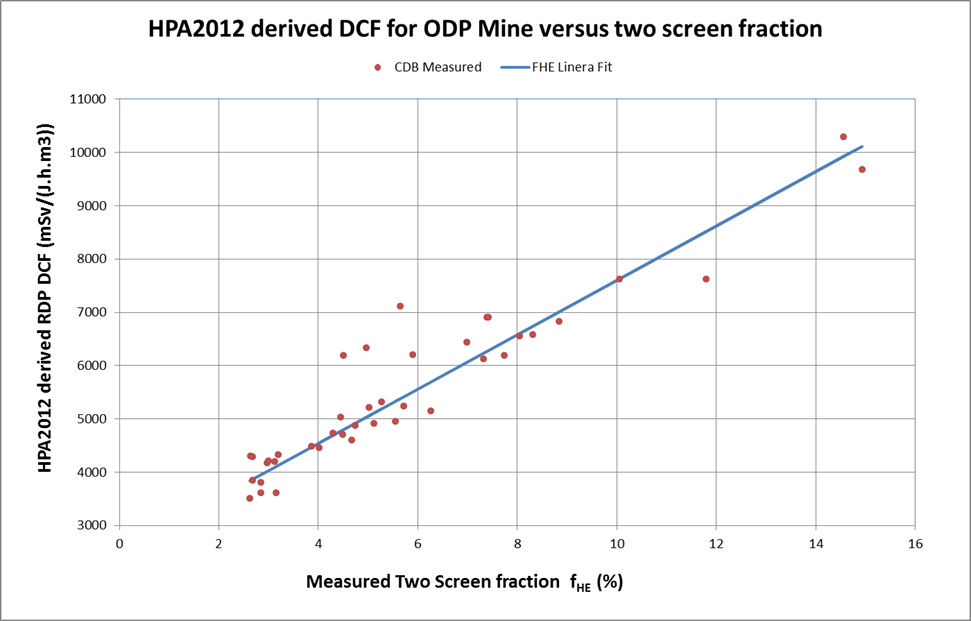 HPA2012 derived DCF for ODP Mine versus two screen fraction
CDB Measured FHE Linera Fit
HPA2012 derived RDP DCF (mSv/(J.h.m3))
11000
10000
9000
8000
7000
6000
5000
4000
3000
0 2 4 6 8 10 12 14 16
Measured Two Screen fraction fHE (%)